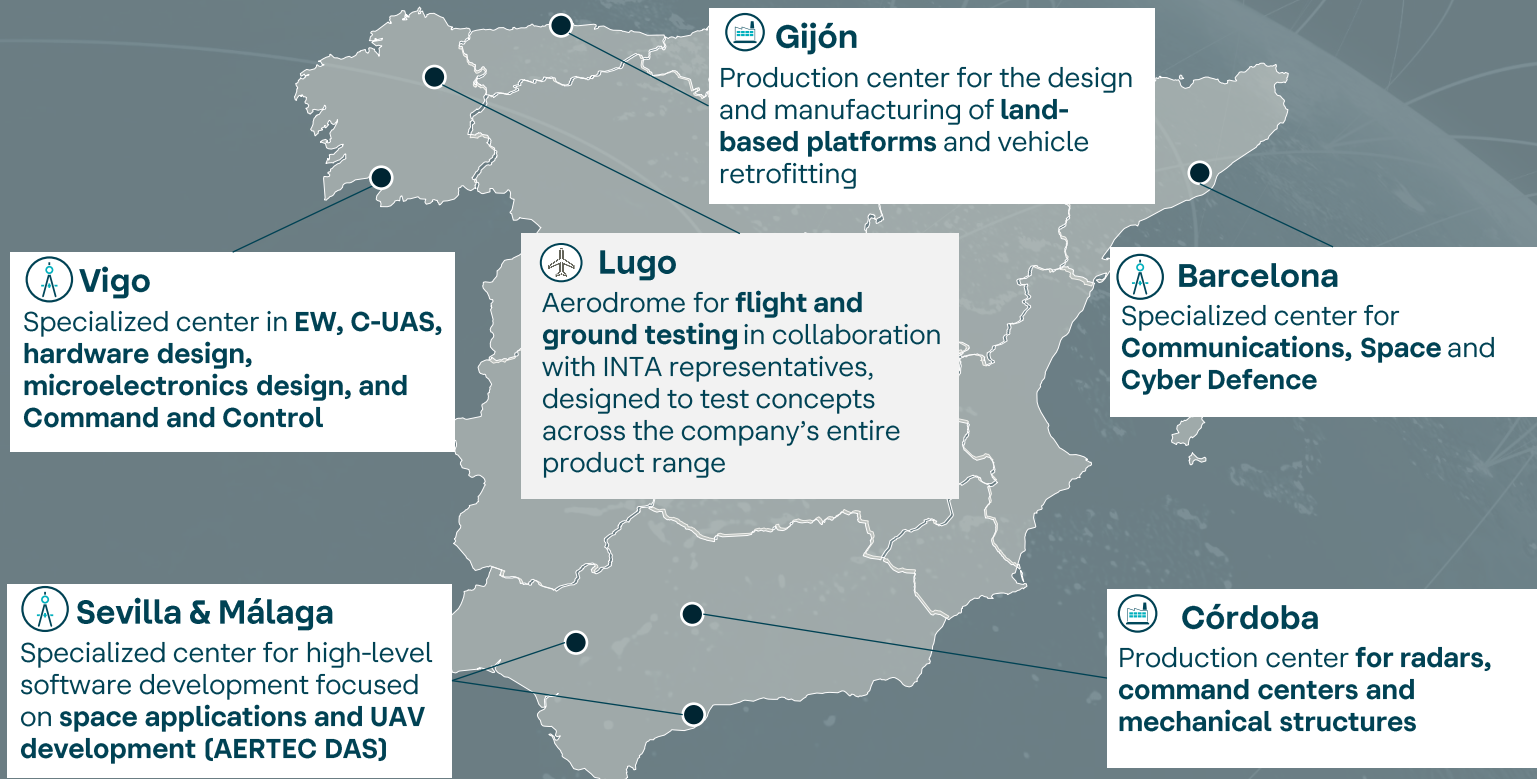 Gijón
Production center for the design
and manufacturing of land-
based platforms and vehicle
retrofitting
Vigo
Specialized center in EW, C-UAS,
hardware design,
microelectronics design, and
Command and Control
Lugo
Aerodrome for flight and
ground testing in collaboration
with INTA representatives,
designed to test concepts
across the company’s entire
product range
Barcelona
Specialized center for
Communications, Space and
Cyber Defence
Sevilla & Málaga
Specialized center for high-level
software development focused
on space applications and UAV
development (AERTEC DAS)
Córdoba
Production center for radars,
command centers and
mechanical structures